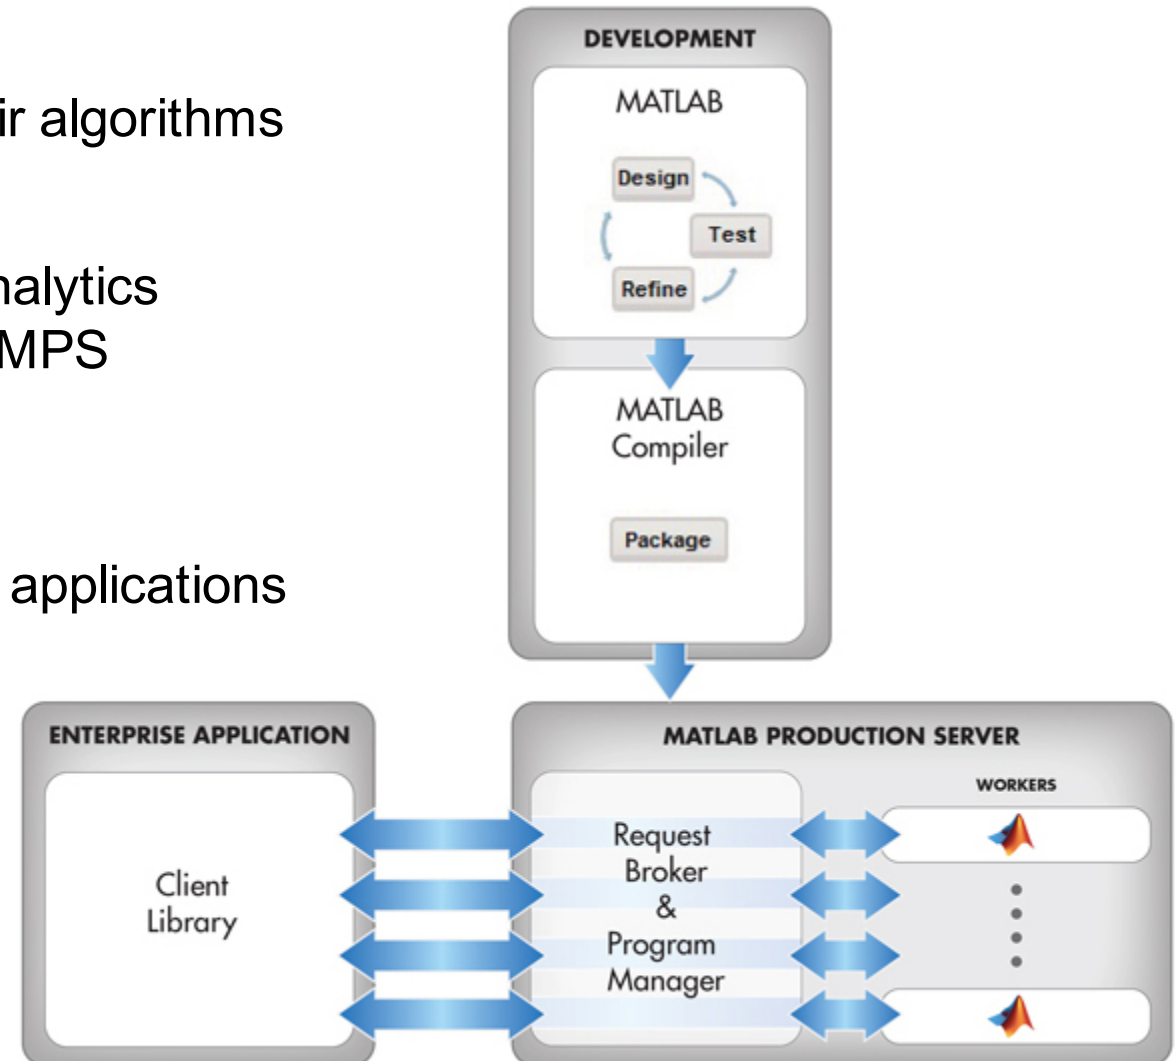 ir algorithms
nalytics
MPS
applications
DEVELOPMENT
MATLAB
Design
Test
Refine
MATLAB
Compiler
Package
ENTERPRISE APPLICATION
Client
Library
MATLAB PRODUCTION SERVER
WORKERS
Request
Broker
&
Program
Manager